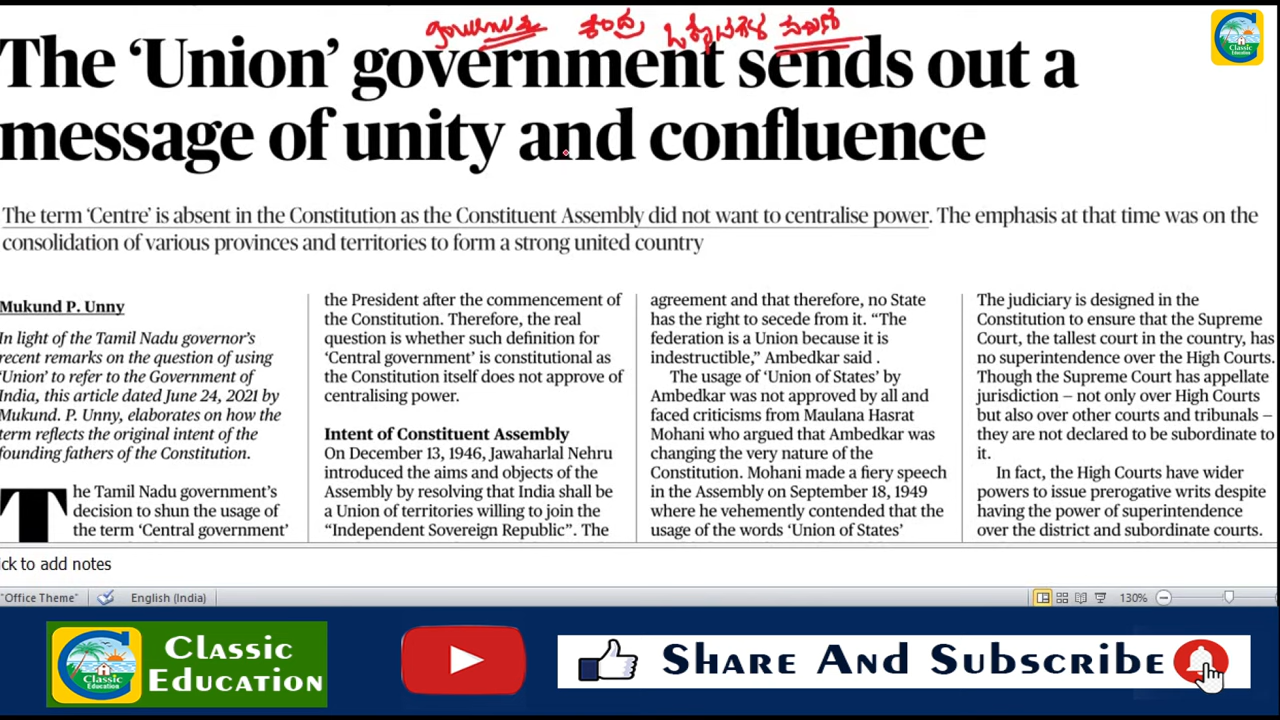 ಕೇಂದ್ರ ಒಕ್ಕೂಟಗಳ
The ‘Union’ government sends out a
message of unity and confluence
The term ‘Centre’ is absent in the Constitution as the Constituent Assembly did not want to centralise power. The emphasis at that time was on the
consolidation of various provinces and territories to form a strong united country
Mukund P. Unny
In light of the Tamil Nadu governor’s
recent remarks on the question of using
‘Union’ to refer to the Government of
India, this article dated June 24, 2021 by
Mukund. P. Unny, elaborates on how the
term reflects the original intent of the
founding fathers of the Constitution.
The Tamil Nadu government’s
decision to shun the usage of
the term ‘Central government’
the President after the commencement of
the Constitution. Therefore, the real
question is whether such definition for
‘Central government’ is constitutional as
the Constitution itself does not approve of
centralising power.
Intent of Constituent Assembly
On December 13, 1946, Jawaharlal Nehru
introduced the aims and objects of the
Assembly by resolving that India shall be
a Union of territories willing to join the
“Independent Sovereign Republic”. The
agreement and that therefore, no State
has the right to secede from it. “The
federation is a Union because it is
indestructible,” Ambedkar said .
The usage of ‘Union of States’ by
Ambedkar was not approved by all and
faced criticisms from Maulana Hasrat
Mohani who argued that Ambedkar was
changing the very nature of the
Constitution. Mohani made a fiery speech
in the Assembly on September 18, 1949
where he vehemently contended that the
usage of the words ‘Union of States’
The judiciary is designed in the
Constitution to ensure that the Supreme
Court, the tallest court in the country, has
no superintendence over the High Courts.
Though the Supreme Court has appellate
jurisdiction — not only over High Courts
but also over other courts and tribunals —
they are not declared to be subordinate to
it.
In fact, the High Courts have wider
powers to issue prerogative writs despite
having the power of superintendence
over the district and subordinate courts.
ck to add notes
"Office Theme"
English (India)
130%
Classic
Education
Classic
Education
Classic
Education
Share And Subscribe